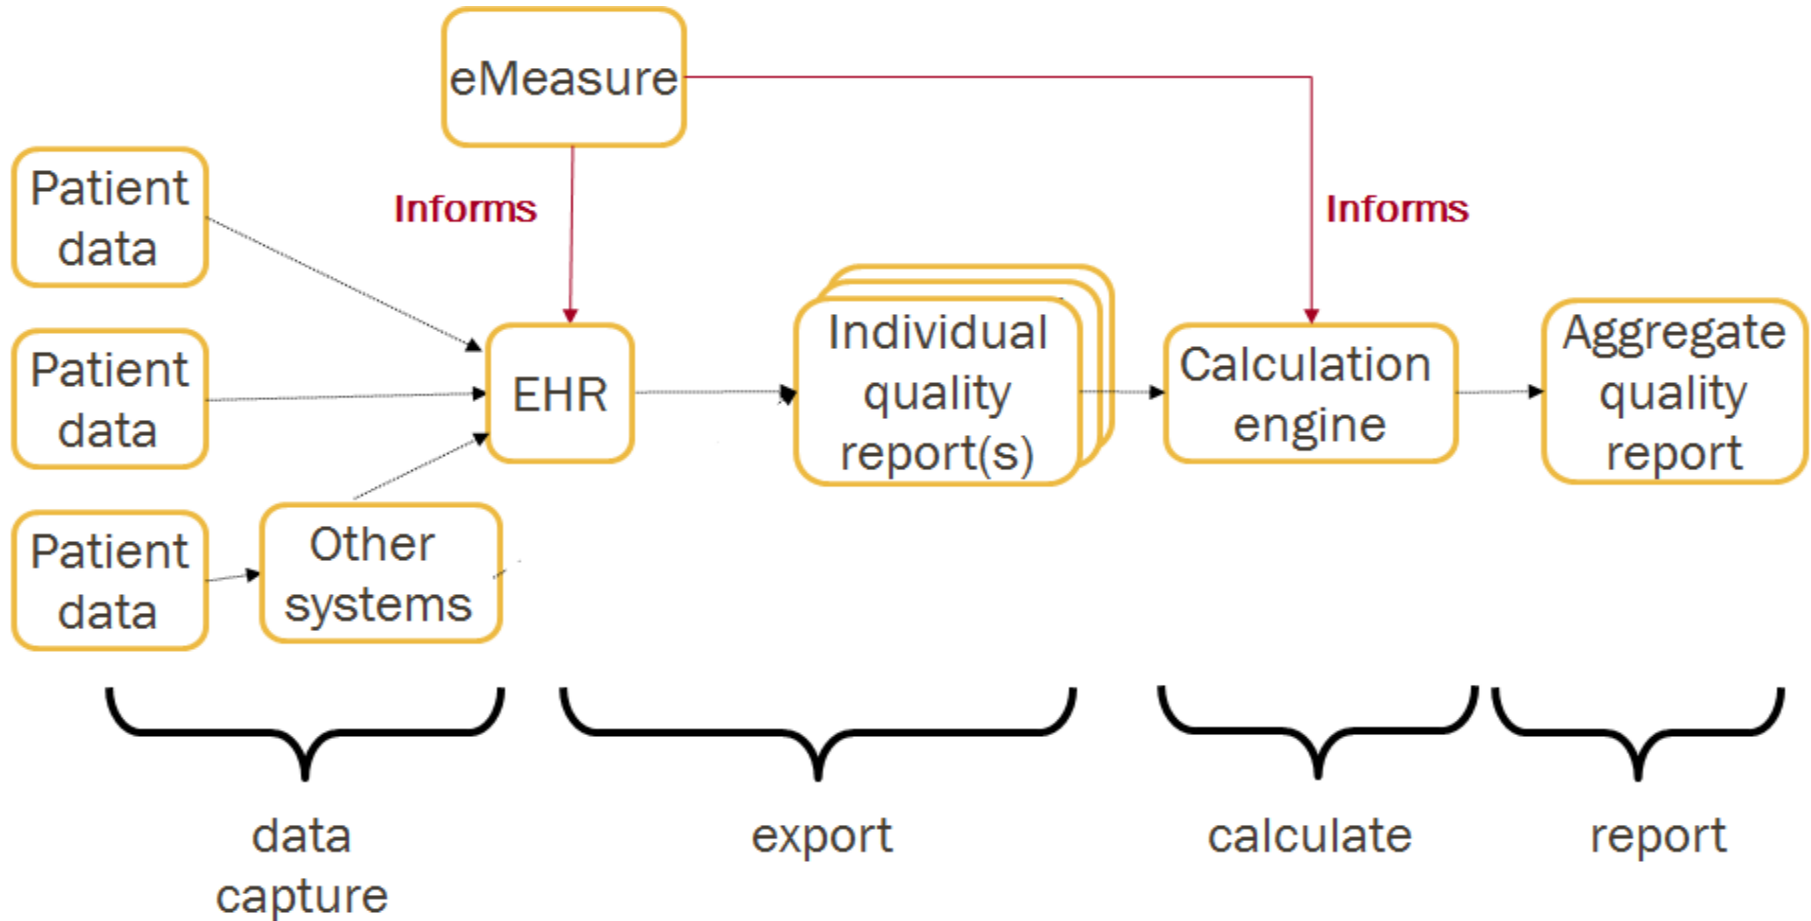 eMeasure
Patient
data
Informs
Informs
Patient
data
EHR
Individual
quality
report(s)
Calculation
engine
Aggregate
quality
report
Patient
data
Other
systems
data
capture
export
calculate
report